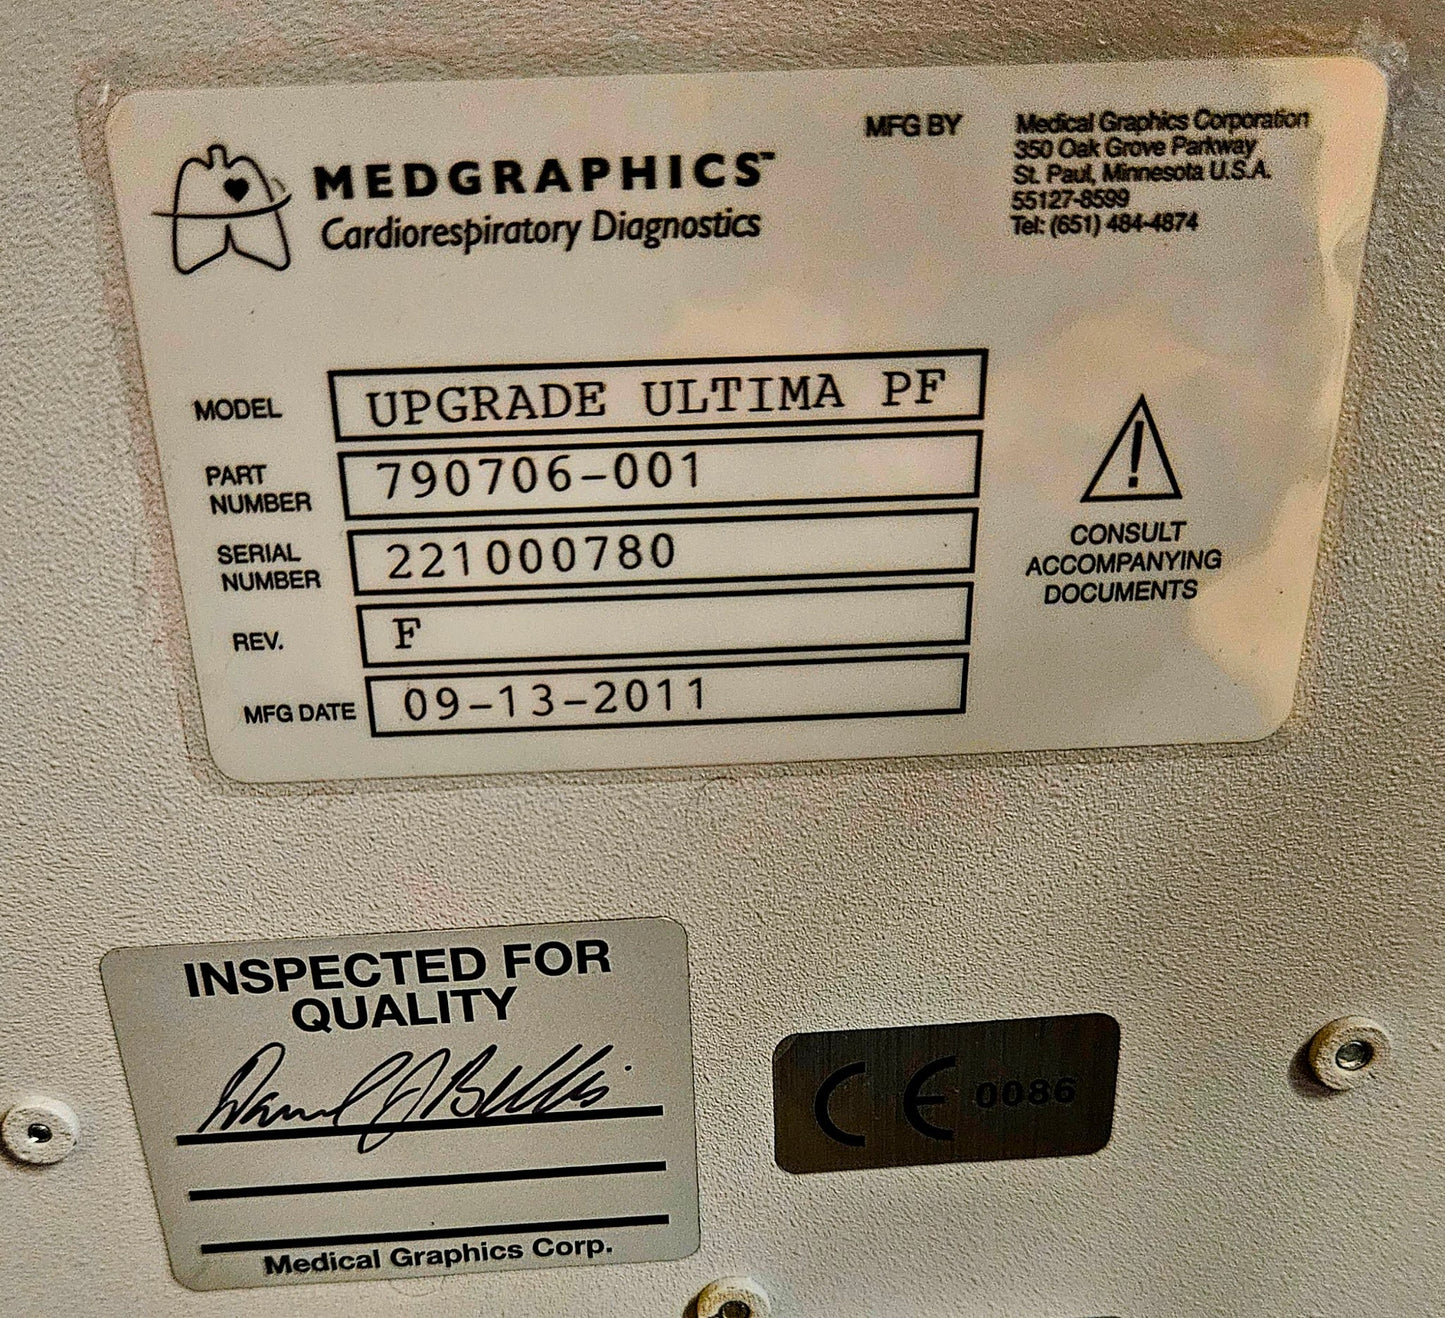 MEDGRAPHICS™
Cardiorespiratory Diagnostics
MFG BY
Medical Graphics Corporation
350 Oak Grove Parkway
St. Paul, Minnesota U.S.A.
55127-8599
Tel: (651) 484-4874
MODEL UPGRADE ULTIMA PF
PART
NUMBER 790706-001
SERIAL
NUMBER 221000780
REV. F
MFG DATE 09-13-2011
CONSULT
ACCOMPANYING
DOCUMENTS
INSPECTED FOR
QUALITY
Medical Graphics Corp.
CE 0086